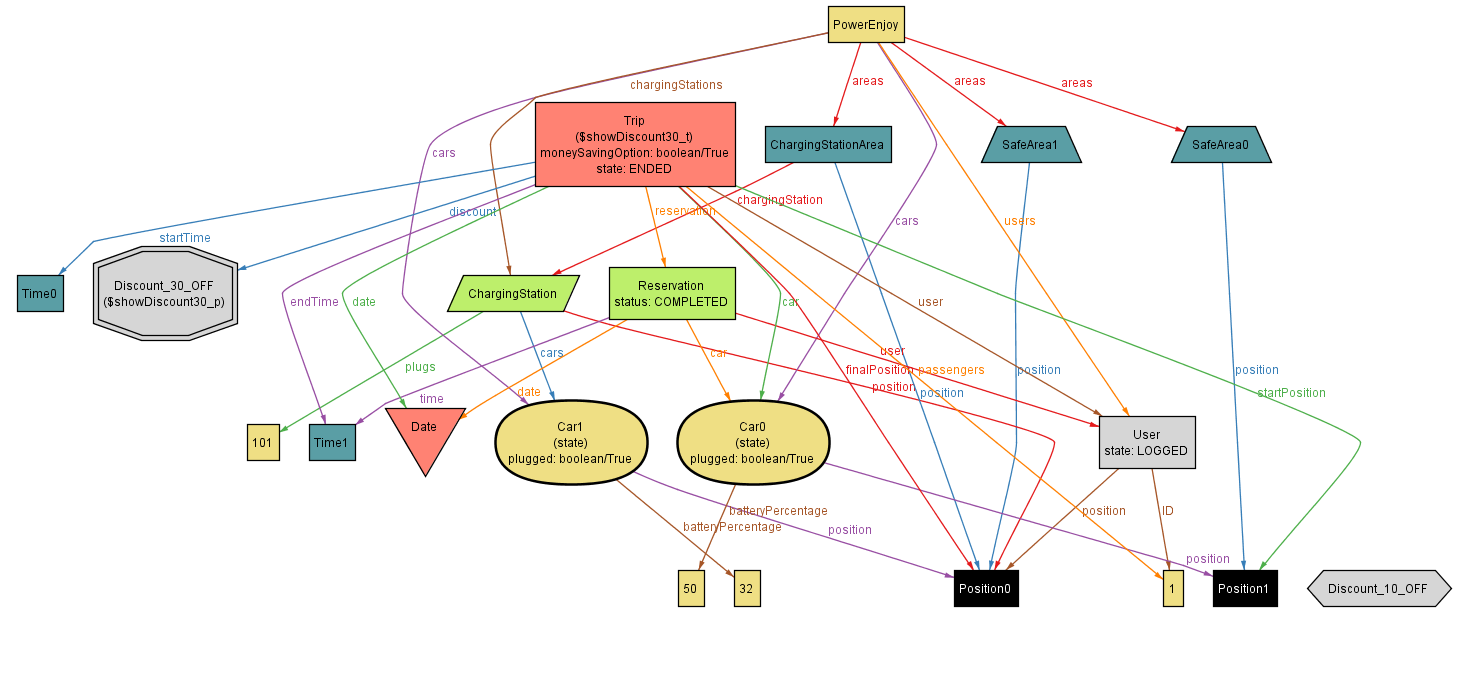 PowerEnjoy
chargingStations
areas
areas
areas
Trip
($showDiscount30_t)
moneySavingOption: boolean/True
state: ENDED
ChargingStationArea
SafeArea1
SafeArea0
cars
chargingStation
discount
reservation
users
cars
startTime
Time0
Discount_30_OFF
($showDiscount30_p)
ChargingStation
Reservation
status: COMPLETED
endTime
date
car
user
cars
car
user
plugs
finalPosition
passengers
position
position
position
position
startPosition
date
time
101
Time1
Date
Car1
(state)
plugged: boolean/True
Car0
(state)
plugged: boolean/True
User
state: LOGGED
batteryPercentage
batteryPercentage
position
position
ID
position
50
32
Position0
1
Position1
Discount_10_OFF